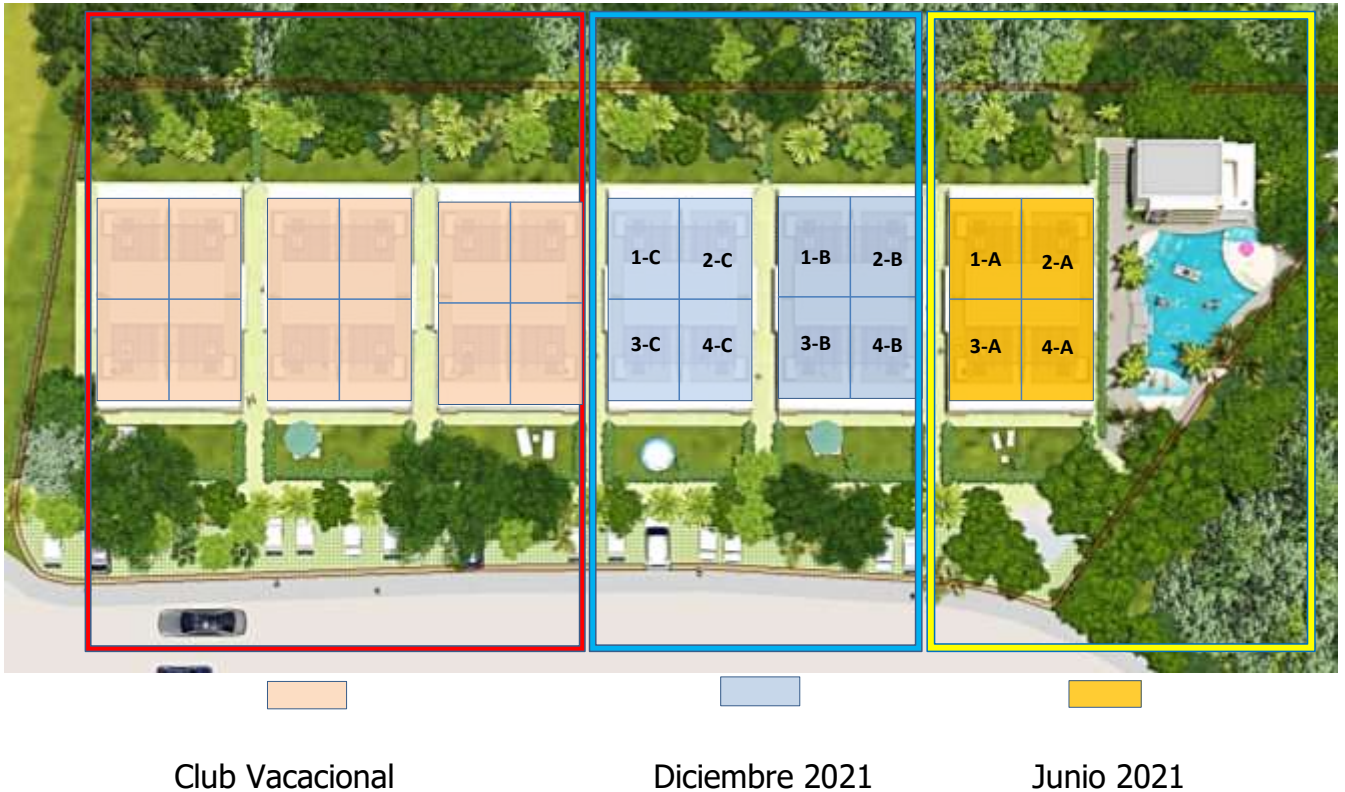 1-C 2-C 1-B 2-B 1-A 2-A
3-C 4-C 3-B 4-B 3-A 4-A
Club Vacacional Diciembre 2021 Junio 2021